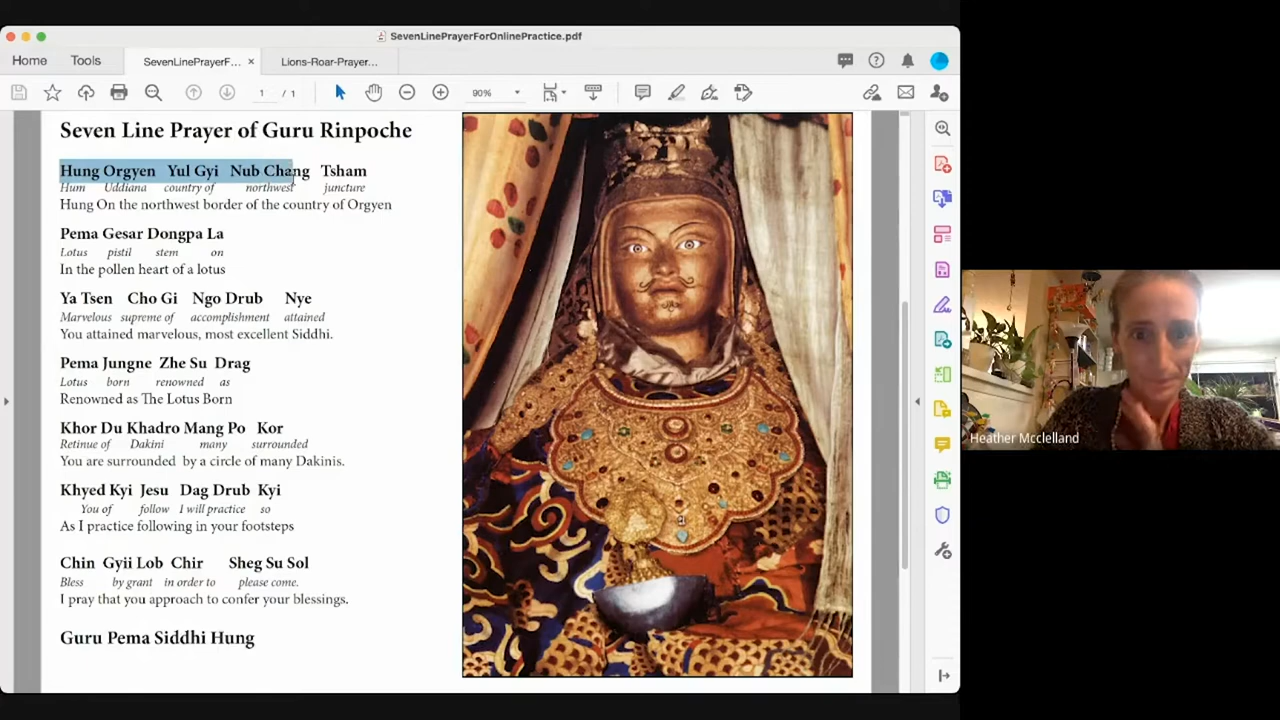 SevenLinePrayerForOnlinePractice.pdf
Home Tools SevenLinePrayerF... × Lions-Roar-Prayer...
1 / 1 90%
Seven Line Prayer of Guru Rinpoche
Hung Orgyen Yul Gyi Nub Chang Tsham
Hum Uddiana country of northwest juncture
Hung On the northwest border of the country of Orgyen
Pema Gesar Dongpa La
Lotus pistil stem on
In the pollen heart of a lotus
Ya Tsen Cho Gi Ngo Drub Nye
Marvelous supreme of accomplishment attained
You attained marvelous, most excellent Siddhi.
Pema Jungne Zhe Su Drag
Lotus born renowned as
Renowned as The Lotus Born
Khor Du Khadro Mang Po Kor
Retinue of Dakini many surrounded
You are surrounded by a circle of many Dakinis.
Khyed Kyi Jesu Dag Drub Kyi
You of follow I will practice so
As I practice following in your footsteps
Chin Gyii Lob Chir Sheg Su Sol
Bless by grant in order to please come.
I pray that you approach to confer your blessings.
Guru Pema Siddhi Hung
Heather Mcclelland